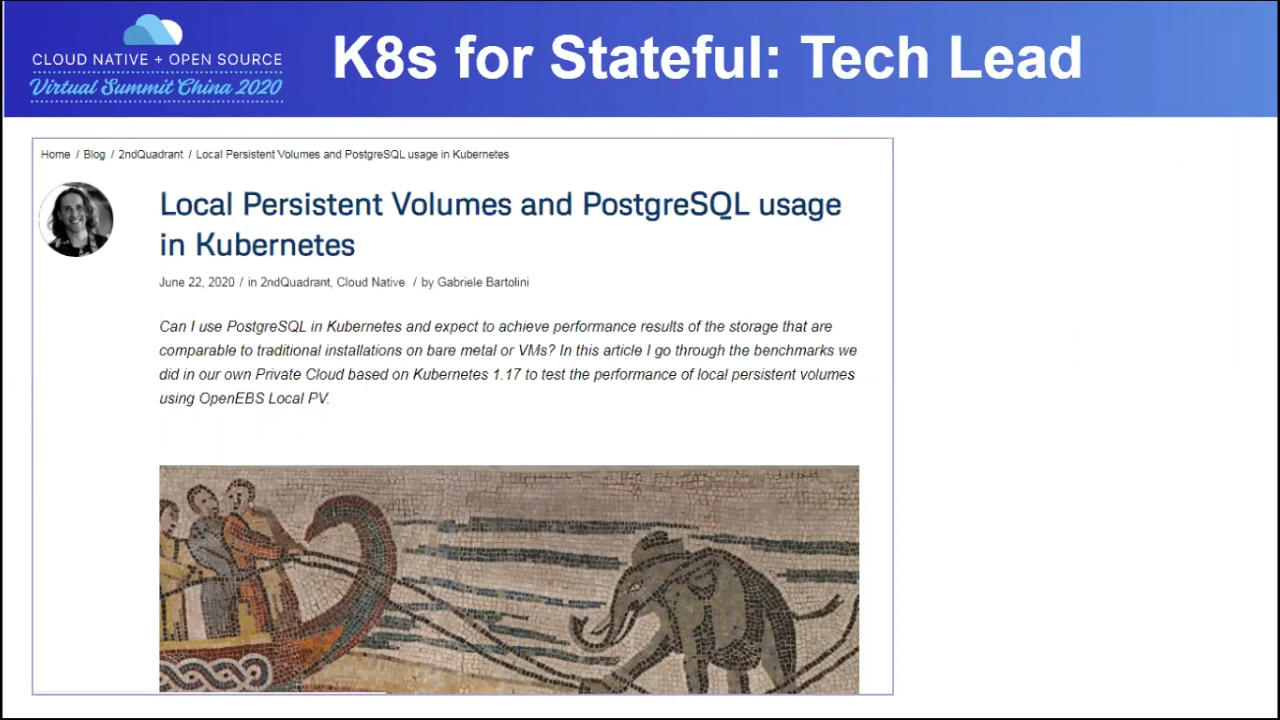 CLOUD NATIVE + OPEN SOURCE
Virtual Summit China 2020
K8s for Stateful: Tech Lead
Home / Blog / 2ndQuadrant / Local Persistent Volumes and PostgreSQL usage in Kubernetes
Local Persistent Volumes and PostgreSQL usage
in Kubernetes
June 22, 2020 / in 2ndQuadrant, Cloud Native / by Gabriele Bartolini
Can I use PostgreSQL in Kubernetes and expect to achieve performance results of the storage that are
comparable to traditional installations on bare metal or VMs? In this article I go through the benchmarks we
did in our own Private Cloud based on Kubernetes 1.17 to test the performance of local persistent volumes
using OpenEBS Local PV.